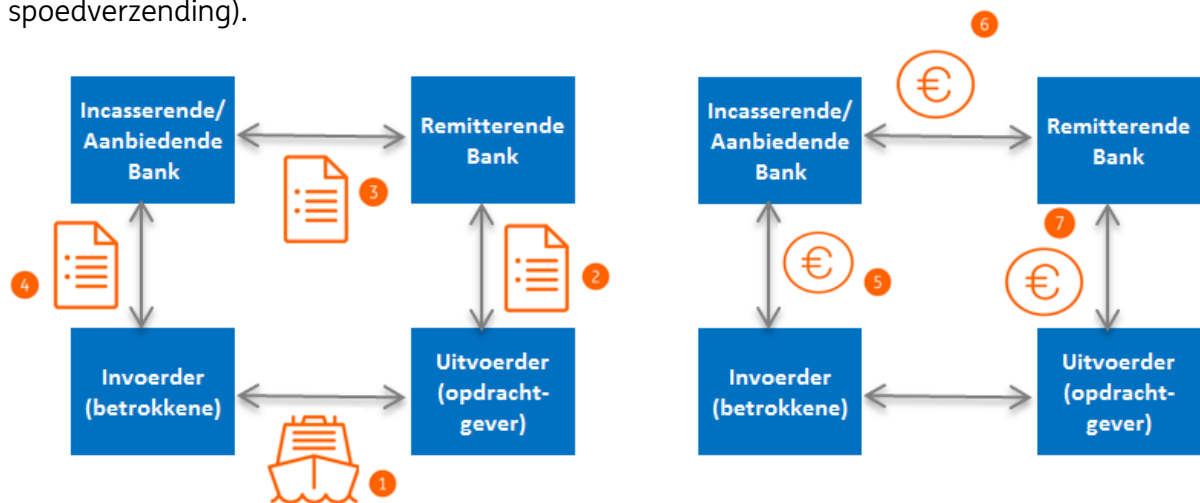 spoedverzending).
Incasserende/
Aanbiedende
Bank
Remitterende
Bank
3
4
2
Invoerder
(betrokkene)
Uitvoerder
(opdracht-
gever)
1
6
€
Incasserende/
Aanbiedende
Bank
Remitterende
Bank
7
€
5
€
Invoerder
(betrokkene)
Uitvoerder
(opdracht-
gever)